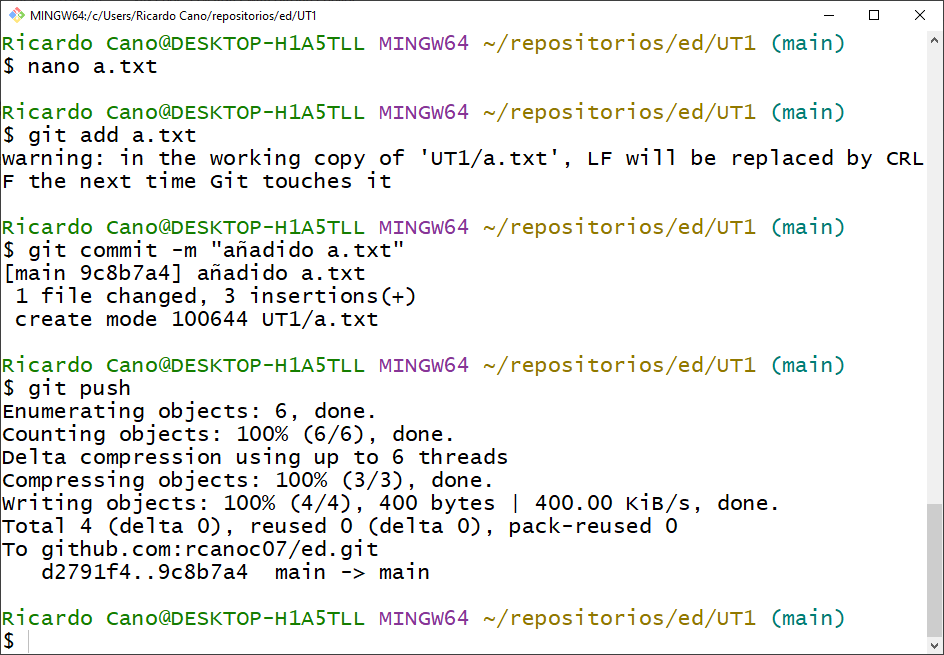 MINGW64:/c/Users/Ricardo Cano/repositorios/ed/UT1
Ricardo Cano@DESKTOP-H1A5TLL MINGW64 ~/repositorios/ed/UT1 (main)
$ nano a.txt
Ricardo Cano@DESKTOP-H1A5TLL MINGW64 ~/repositorios/ed/UT1 (main)
$ git add a.txt
warning: in the working copy of 'UT1/a.txt', LF will be replaced by CRL
F the next time Git touches it
Ricardo Cano@DESKTOP-H1A5TLL MINGW64 ~/repositorios/ed/UT1 (main)
$ git commit -m "añadido a.txt"
[main 9c8b7a4] añadido a.txt
 1 file changed, 3 insertions(+)
 create mode 100644 UT1/a.txt
Ricardo Cano@DESKTOP-H1A5TLL MINGW64 ~/repositorios/ed/UT1 (main)
$ git push
Enumerating objects: 6, done.
Counting objects: 100% (6/6), done.
Delta compression using up to 6 threads
Compressing objects: 100% (3/3), done.
Writing objects: 100% (4/4), 400 bytes | 400.00 KiB/s, done.
Total 4 (delta 0), reused 0 (delta 0), pack-reused 0
To github.com:rcanoc07/ed.git
   d2791f4..9c8b7a4  main -> main
Ricardo Cano@DESKTOP-H1A5TLL MINGW64 ~/repositorios/ed/UT1 (main)
$